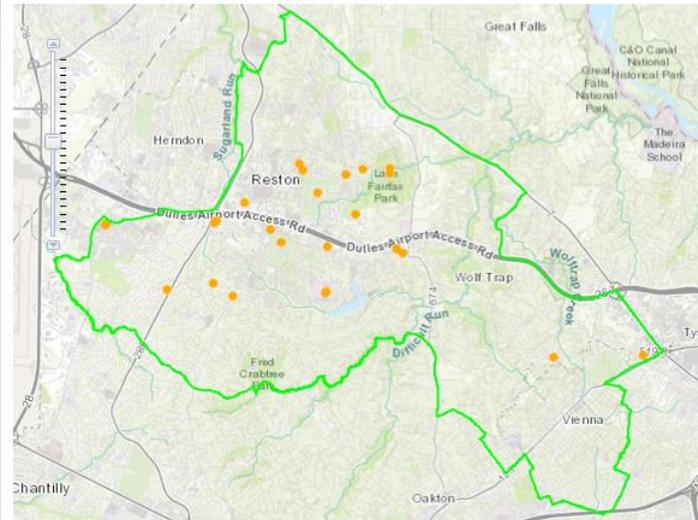 Great Falls
C&O Canal
National
Historical Park
Great
Falls
National
Park
The
Madeira
School
Sugarland Run
Herndon
Reston
Lake
Fairfax
Park
Dulles Airport Access Rd
Dulles Airport Access Rd
7
Wolf Trap
Wolftrap Creek
267
674
Difficult Run
Fred
Crabtree
Park
286
28
Vienna
Chantilly
Oakton